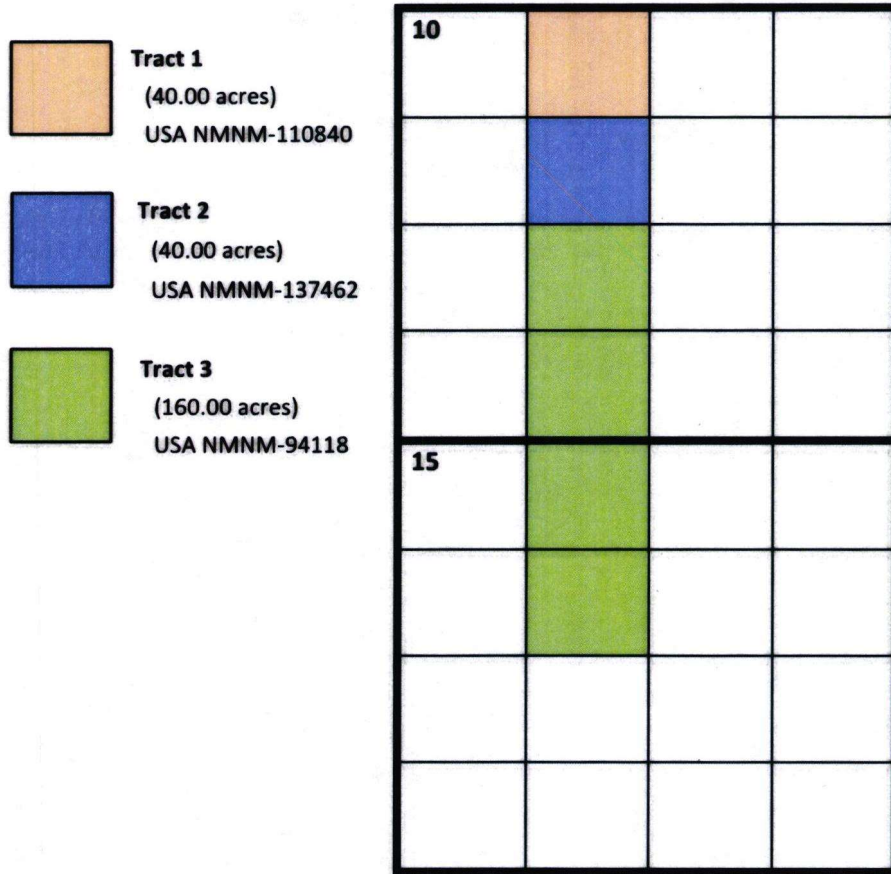 Tract 1
(40.00 acres)
USA NMNM-110840
Tract 2
(40.00 acres)
USA NMNM-137462
Tract 3
(160.00 acres)
USA NMNM-94118
10
15